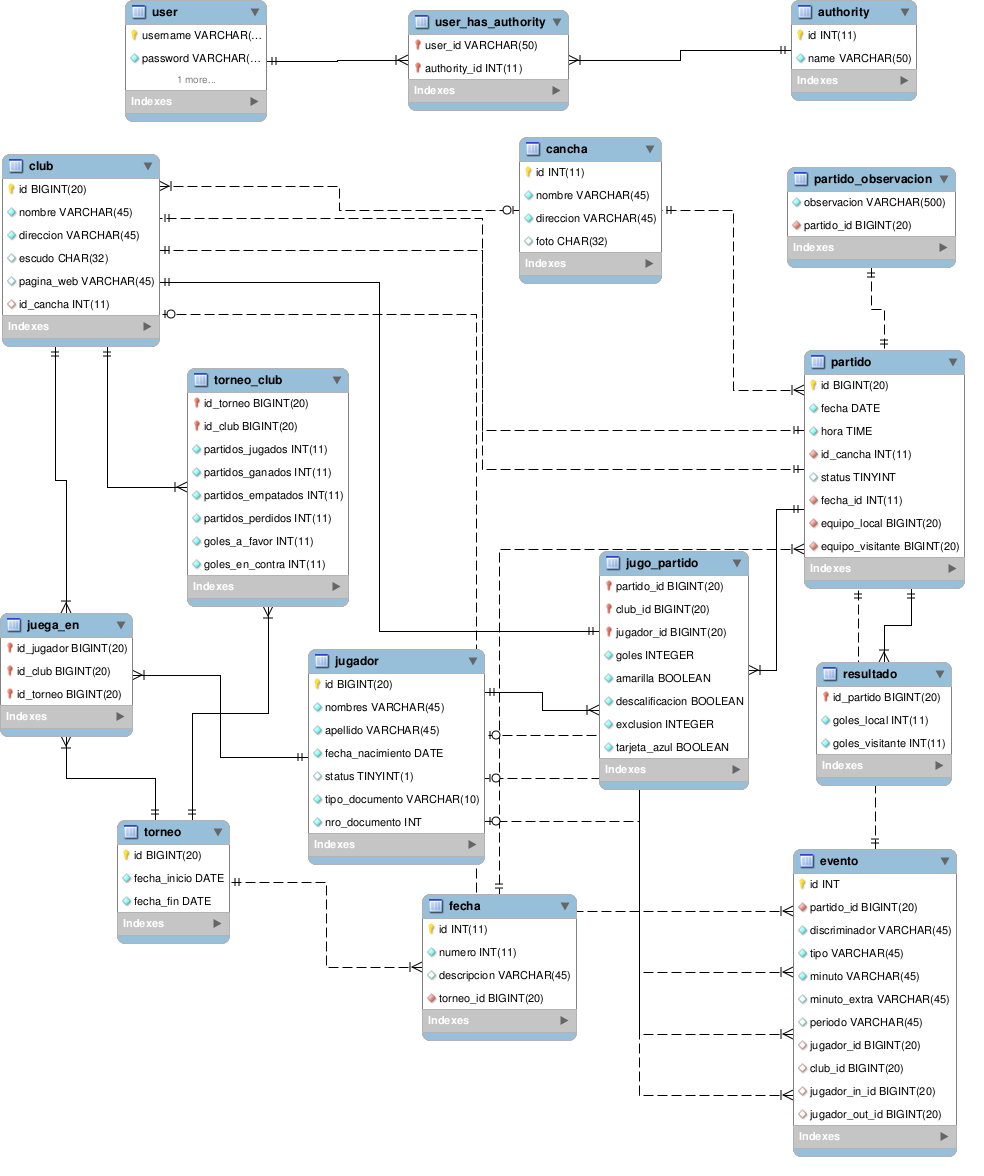 user
username VARCHAR(...
password VARCHAR(...
1 more...
Indexes
user_has_authority
user_id VARCHAR(50)
authority_id INT(11)
Indexes
authority
id INT(11)
name VARCHAR(50)
Indexes
club
id BIGINT(20)
nombre VARCHAR(45)
direccion VARCHAR(45)
escudo CHAR(32)
pagina_web VARCHAR(45)
id_cancha INT(11)
Indexes
cancha
id INT(11)
nombre VARCHAR(45)
direccion VARCHAR(45)
foto CHAR(32)
Indexes
partido_observacion
observacion VARCHAR(500)
partido_id BIGINT(20)
Indexes
torneo_club
id_torneo BIGINT(20)
id_club BIGINT(20)
partidos_jugados INT(11)
partidos_ganados INT(11)
partidos_empatados INT(11)
partidos_perdidos INT(11)
goles_a_favor INT(11)
goles_en_contra INT(11)
Indexes
partido
id BIGINT(20)
fecha DATE
hora TIME
id_cancha INT(11)
status TINYINT
fecha_id INT(11)
equipo_local BIGINT(20)
equipo_visitante BIGINT(20)
Indexes
jugo_partido
partido_id BIGINT(20)
club_id BIGINT(20)
jugador_id BIGINT(20)
goles INTEGER
amarilla BOOLEAN
descalificacion BOOLEAN
exclusion INTEGER
tarjeta_azul BOOLEAN
Indexes
juega_en
id_jugador BIGINT(20)
id_club BIGINT(20)
id_torneo BIGINT(20)
Indexes
jugador
id BIGINT(20)
nombres VARCHAR(45)
apellido VARCHAR(45)
fecha_nacimiento DATE
status TINYINT(1)
tipo_documento VARCHAR(10)
nro_documento INT
Indexes
resultado
id_partido BIGINT(20)
goles_local INT(11)
goles_visitante INT(11)
Indexes
torneo
id BIGINT(20)
fecha_inicio DATE
fecha_fin DATE
Indexes
fecha
id INT(11)
numero INT(11)
descripcion VARCHAR(45)
torneo_id BIGINT(20)
Indexes
evento
id INT
partido_id BIGINT(20)
discriminador VARCHAR(45)
tipo VARCHAR(45)
minuto VARCHAR(45)
minuto_extra VARCHAR(45)
periodo VARCHAR(45)
jugador_id BIGINT(20)
club_id BIGINT(20)
jugador_in_id BIGINT(20)
jugador_out_id BIGINT(20)
Indexes